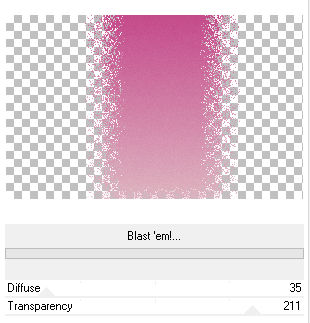 Blast 'em!...
Diffuse 35
Transparency 211